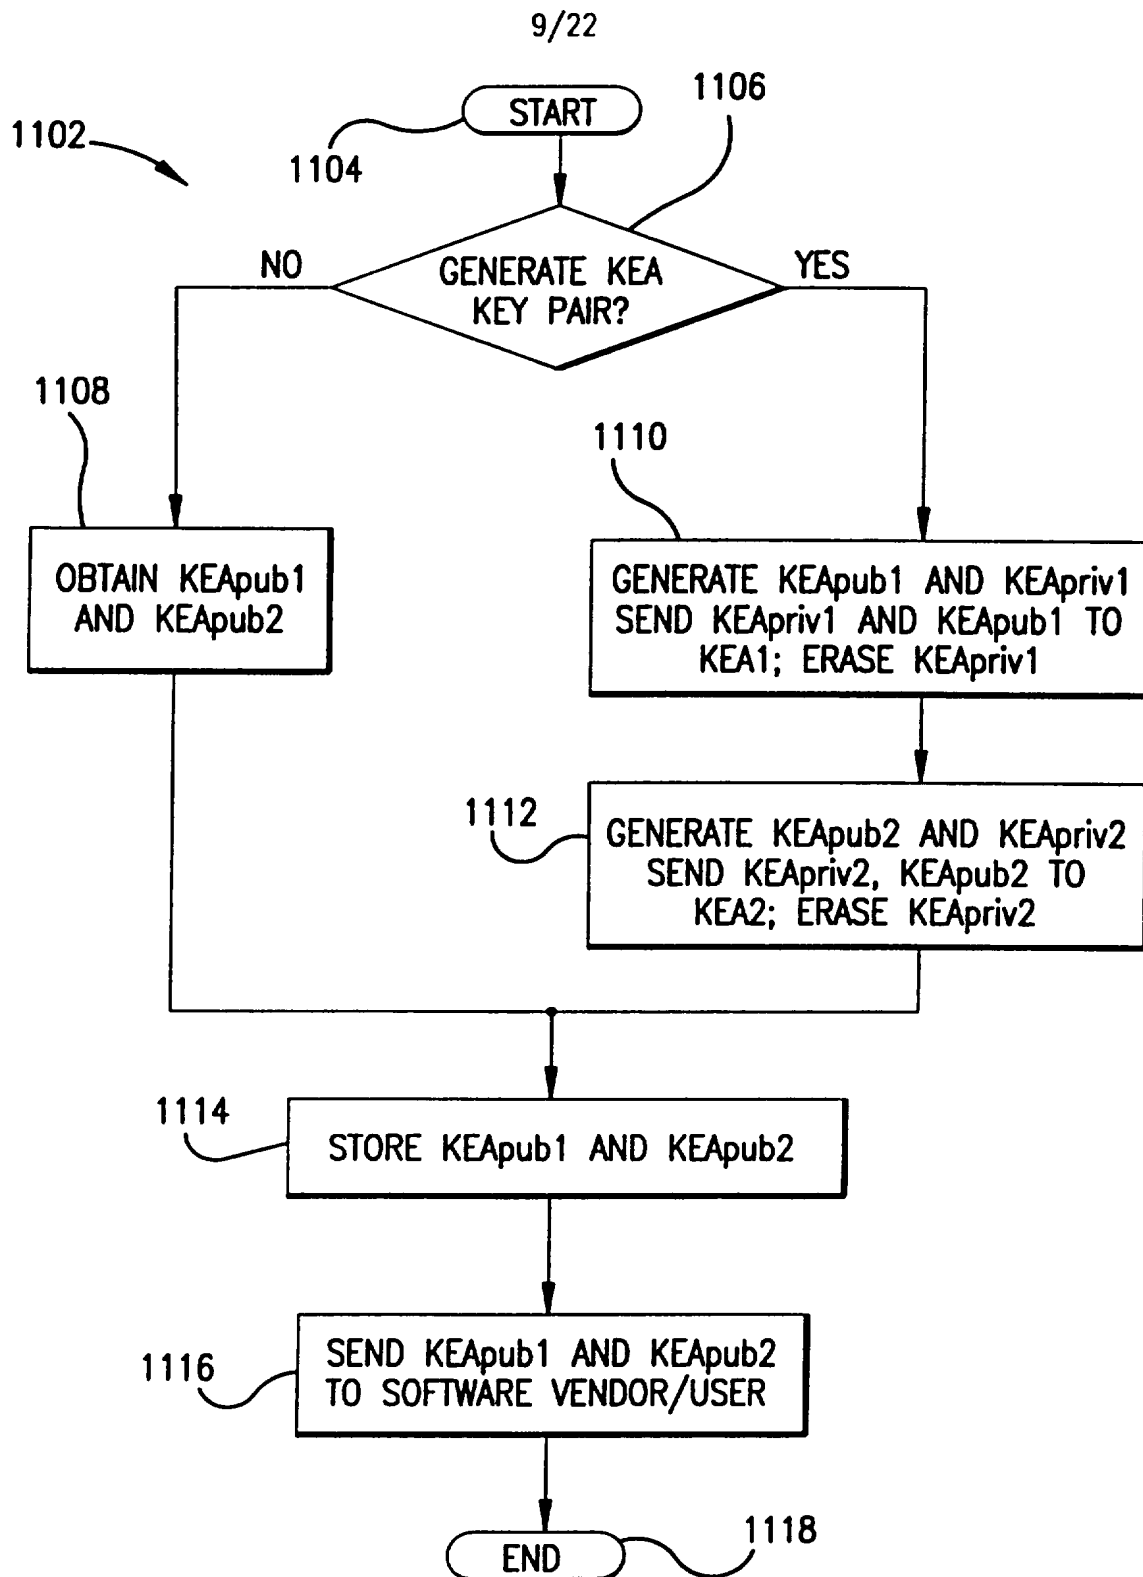 9/22
START
1106
1102
1104
NO
GENERATE KEA
KEY PAIR?
YES
1108
1110
OBTAIN KEApub1
AND KEApub2
GENERATE KEApub1 AND KEApriv1
SEND KEApriv1 AND KEApub1 TO
KEA1; ERASE KEApriv1
1112
GENERATE KEApub2 AND KEApriv2
SEND KEApriv2, KEApub2 TO
KEA2; ERASE KEApriv2
1114
STORE KEApub1 AND KEApub2
1116
SEND KEApub1 AND KEApub2
TO SOFTWARE VENDOR/USER
END
1118